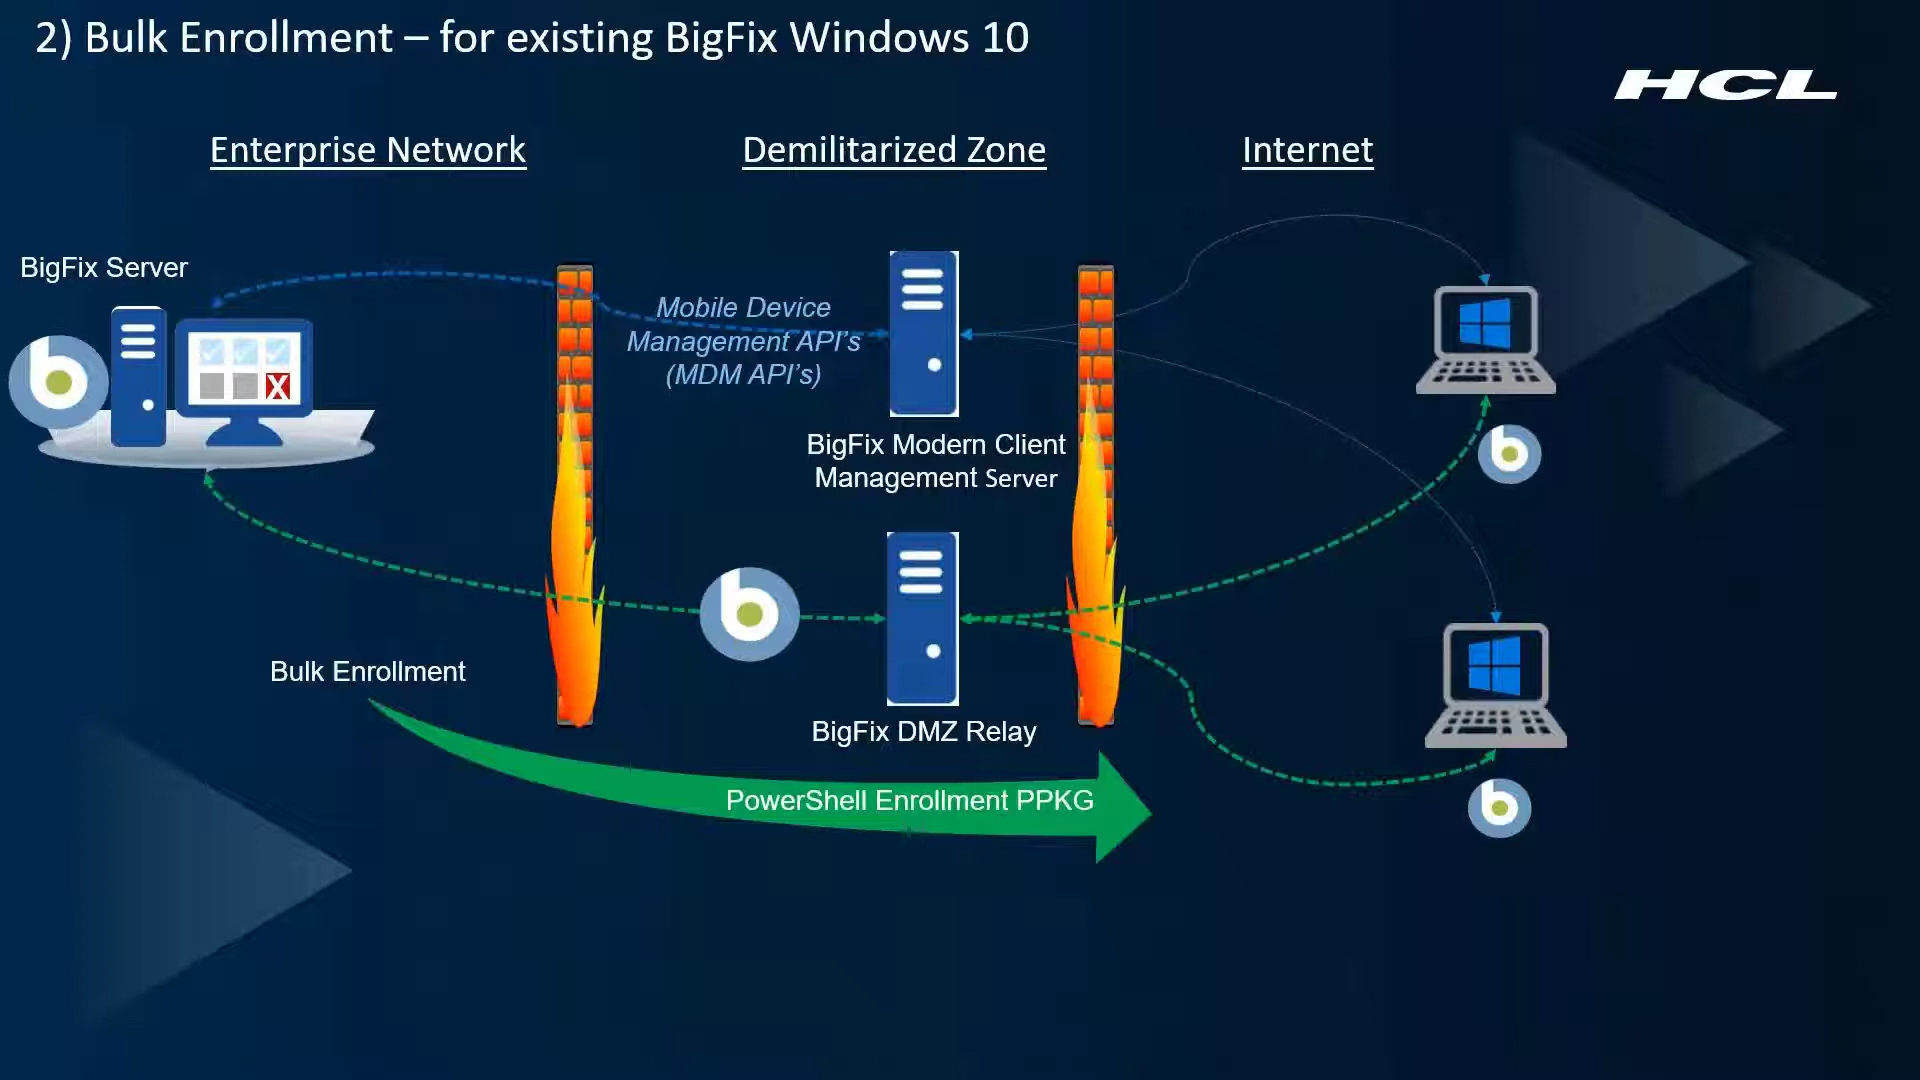 2) Bulk Enrollment – for existing BigFix Windows 10
HCL
Enterprise Network
Demilitarized Zone
Internet
BigFix Server
Mobile Device
Management API’s
(MDM API’s)
BigFix Modern Client
Management Server
Bulk Enrollment
BigFix DMZ Relay
PowerShell Enrollment PPKG